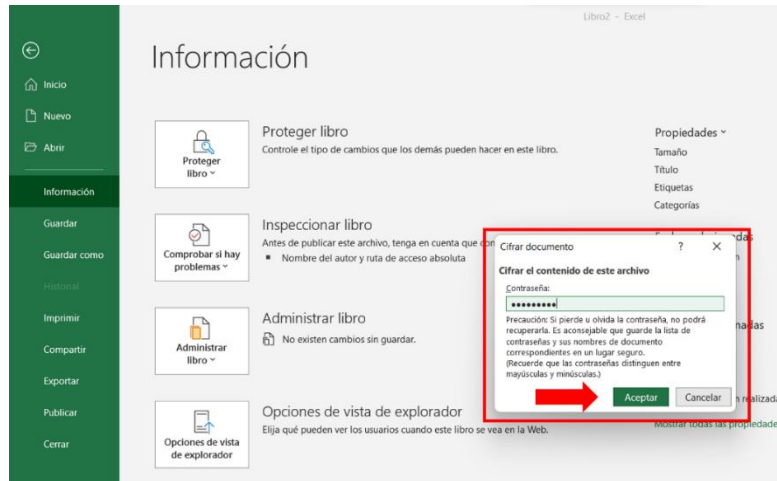 Libro2 - Excel
Información
Inicio
Nuevo
Abrir
Información
Guardar
Guardar como
Historial
Imprimir
Compartir
Exportar
Publicar
Cerrar
Proteger
libro
Proteger libro
Controle el tipo de cambios que los demás pueden hacer en este libro.
Comprobar si hay
problemas
Inspeccionar libro
Antes de publicar este archivo, tenga en cuenta que
Nombre del autor y ruta de acceso absoluta
Administrar
libro
Administrar libro
No existen cambios sin guardar.
Opciones de vista
de explorador
Opciones de vista de explorador
Elija qué pueden ver los usuarios cuando este libro se vea en la Web.
Propiedades
Tamaño
Título
Etiquetas
Categorías
Cifrar documento ? X
Cifrar el contenido de este archivo
Contraseña:
•••••••••
Precaución: Si pierde u olvida la contraseña, no podrá
recuperarla. Es aconsejable que guarde la lista de
contraseñas y sus nombres de documento
correspondientes en un lugar seguro.
(Recuerde que las contraseñas distinguen entre
mayúsculas y minúsculas.)
Aceptar Cancelar
Mostrar todas las propiedade